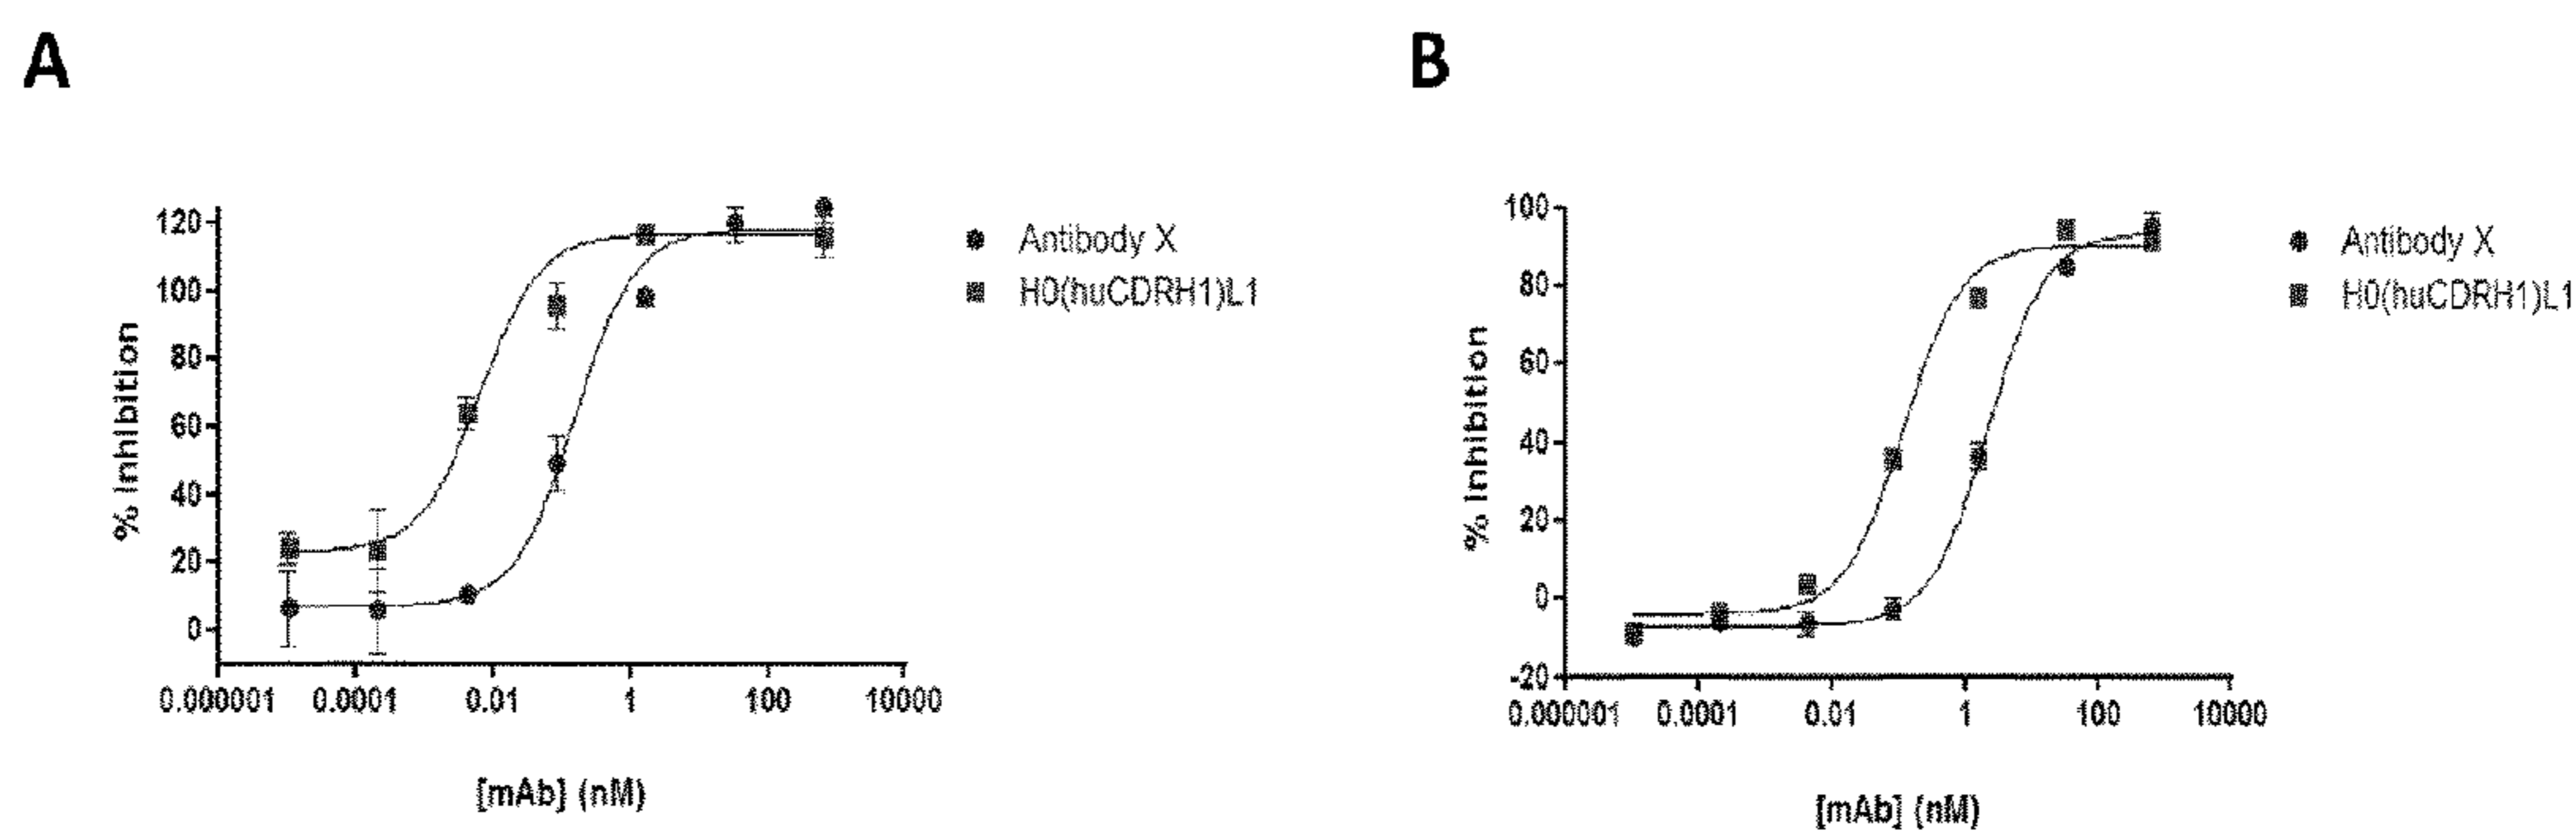 A
B
% Inhibition
120
100
80
60
40
20
0
0.000001 0.0001 0.01 1 100 10000
[mAb] (nM)
Antibody X
H0(huCDRH1)L1
% Inhibition
100
80
60
40
20
0
-20
0.000001 0.0001 0.01 1 100 10000
[mAb] (nM)
Antibody X
H0(huCDRH1)L1